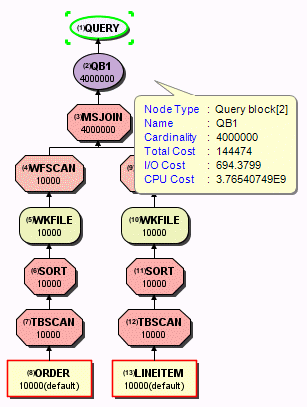 (1)QUERY
(2)QB1
4000000
(3)MSJOIN
4000000
Node Type : Query block[2]
Name : QB1
Cardinality : 4000000
Total Cost : 144474
I/O Cost : 694.3799
CPU Cost : 3.76540749E9
(4)WFSCAN
10000
(9)
10000
(5)WKFILE
10000
(10)WKFILE
10000
(6)SORT
10000
(11)SORT
10000
(7)TBSCAN
10000
(12)TBSCAN
10000
(8)ORDER
10000(default)
(13)LINEITEM
10000(default)